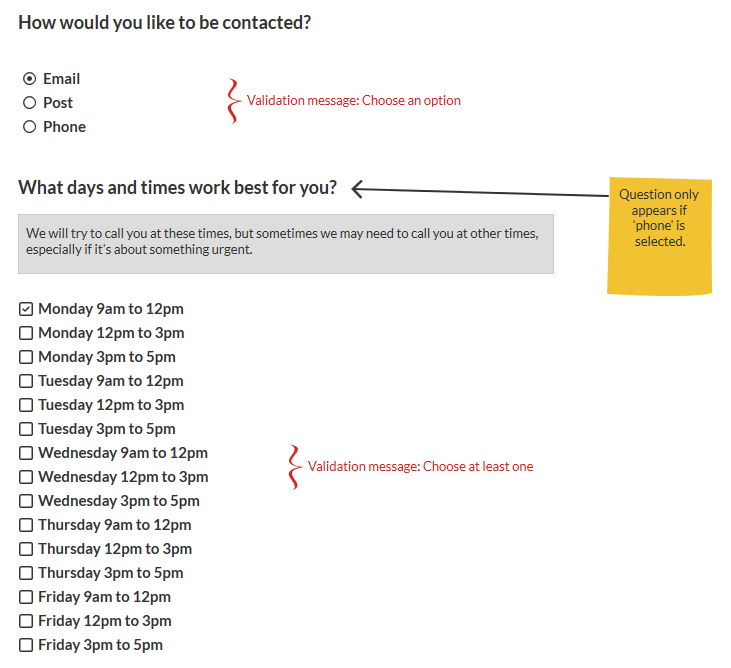 How would you like to be contacted?
Email
Post
Phone
Validation message: Choose an option
What days and times work best for you?
Question only
appears if
'phone' is
selected.
We will try to call you at these times, but sometimes we may need to call you at other times,
especially if it's about something urgent.
Monday 9am to 12pm
Monday 12pm to 3pm
Monday 3pm to 5pm
Tuesday 9am to 12pm
Tuesday 12pm to 3pm
Tuesday 3pm to 5pm
Wednesday 9am to 12pm
Wednesday 12pm to 3pm
Wednesday 3pm to 5pm
Validation message: Choose at least one
Thursday 9am to 12pm
Thursday 12pm to 3pm
Thursday 3pm to 5pm
Friday 9am to 12pm
Friday 12pm to 3pm
Friday 3pm to 5pm